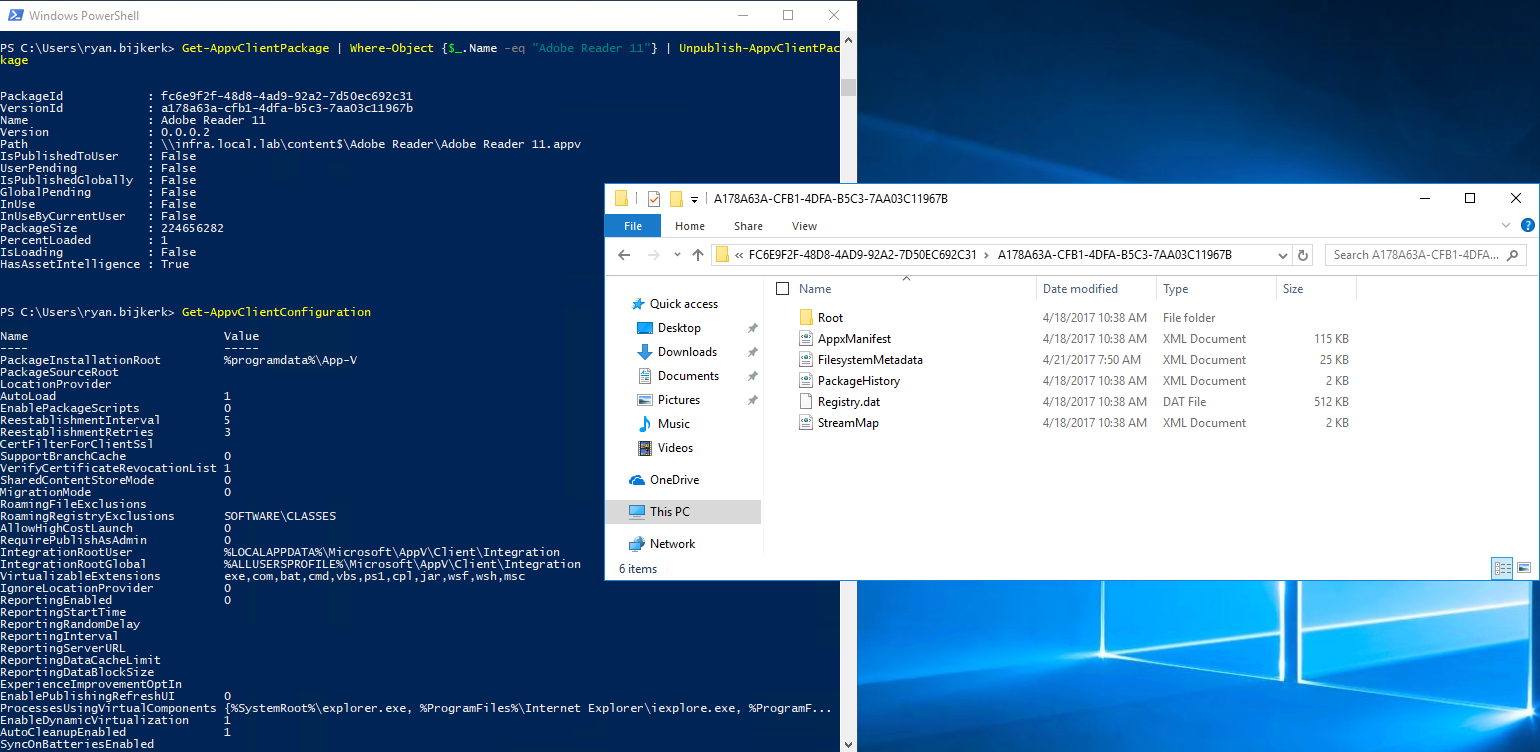 Windows PowerShell
PS C:\Users\ryan.bijkerk> Get-AppvClientPackage | Where-Object {$_.Name -eq "Adobe Reader 11"} | Unpublish-AppvClientPac
kage
PackageId : fc6e9f2f-48d8-4ad9-92a2-7d50ec692c31
VersionId : a178a63a-cfb1-4dfa-b5c3-7aa03c11967b
Name : Adobe Reader 11
Version : 0.0.0.2
Path : \\infra.local.lab\content$\Adobe Reader\Adobe Reader 11.appv
IsPublishedToUser : False
UserPending : False
IsPublishedGlobally : False
GlobalPending : False
InUse : False
InUseByCurrentUser : False
PackageSize : 224656282
PercentLoaded : 1
IsLoading : False
HasAssetIntelligence : True
PS C:\Users\ryan.bijkerk> Get-AppvClientConfiguration
Name Value
---- -----
PackageInstallationRoot %programdata%\App-V
PackageSourceRoot
LocationProvider
AutoLoad 1
EnablePackageScripts 0
ReestablishmentInterval 5
ReestablishmentRetries 3
CertFilterForClientSsl
SupportBranchCache 0
VerifyCertificateRevocationList 1
SharedContentStoreMode 0
MigrationMode 0
RoamingFileExclusions
RoamingRegistryExclusions SOFTWARE\CLASSES
AllowHighCostLaunch 0
RequirePublishAsAdmin 0
IntegrationRootUser %LOCALAPPDATA%\Microsoft\AppV\Client\Integration
IntegrationRootGlobal %ALLUSERSPROFILE%\Microsoft\AppV\Client\Integration
VirtualizableExtensions exe,com,bat,cmd,vbs,ps1,cpl,jar,wsf,wsh,msc
IgnoreLocationProvider 0
ReportingEnabled 0
ReportingStartTime
ReportingRandomDelay
ReportingInterval
ReportingServerURL
ReportingDataCacheLimit
ReportingDataBlockSize
ExperienceImprovementOptIn
EnablePublishingRefreshUI 0
ProcessesUsingVirtualComponents {%SystemRoot%\explorer.exe, %ProgramFiles%\Internet Explorer\iexplore.exe, %ProgramF...
EnableDynamicVirtualization 1
AutoCleanupEnabled 1
SyncOnBatteriesEnabled
A178A63A-CFB1-4DFA-B5C3-7AA03C11967B
File Home Share View
« FC6E9F2F-48D8-4AD9-92A2-7D50EC692C31 › A178A63A-CFB1-4DFA-B5C3-7AA03C11967B
Search A178A63A-CFB1-4DFA-...
Quick access
Desktop
Downloads
Documents
Pictures
Music
Videos
OneDrive
This PC
Network
Name Date modified Type Size
Root 4/18/2017 10:38 AM File folder
AppxManifest 4/18/2017 10:38 AM XML Document 115 KB
FilesystemMetadata 4/21/2017 7:50 AM XML Document 25 KB
PackageHistory 4/18/2017 10:38 AM XML Document 2 KB
Registry.dat 4/18/2017 10:38 AM DAT File 512 KB
StreamMap 4/18/2017 10:38 AM XML Document 2 KB
6 items